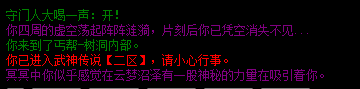 守门人大喝一声：开！
你四周的虚空荡起阵阵涟漪，片刻后你已凭空消失不见...
你来到了丐帮-树洞内部。
你已进入武神传说【二区】，请小心行事。
冥冥中你似乎感觉在云梦沼泽有一股神秘的力量在吸引着你。